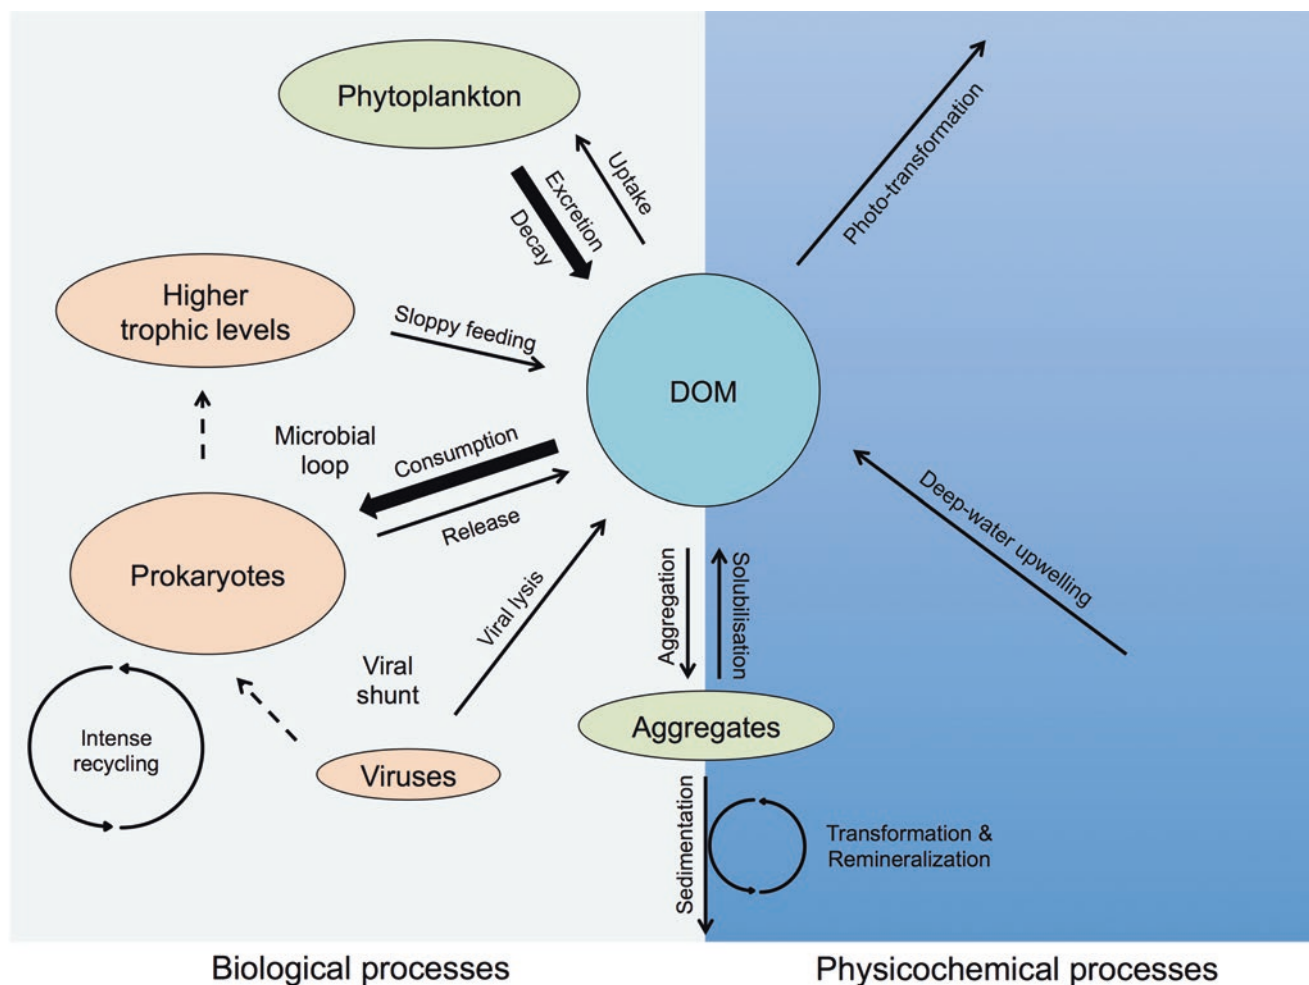 Phytoplankton
Uptake
Excretion
Decay
Photo-transformation
Higher
trophic levels
Sloppy feeding
DOM
Microbial
loop
Consumption
Release
Deep-water upwelling
Prokaryotes
Viral lysis
Aggregation
Solubilisation
Viral
shunt
Intense
recycling
Viruses
Aggregates
Sedimentation
Transformation &
Remineralization
Biological processes
Physicochemical processes